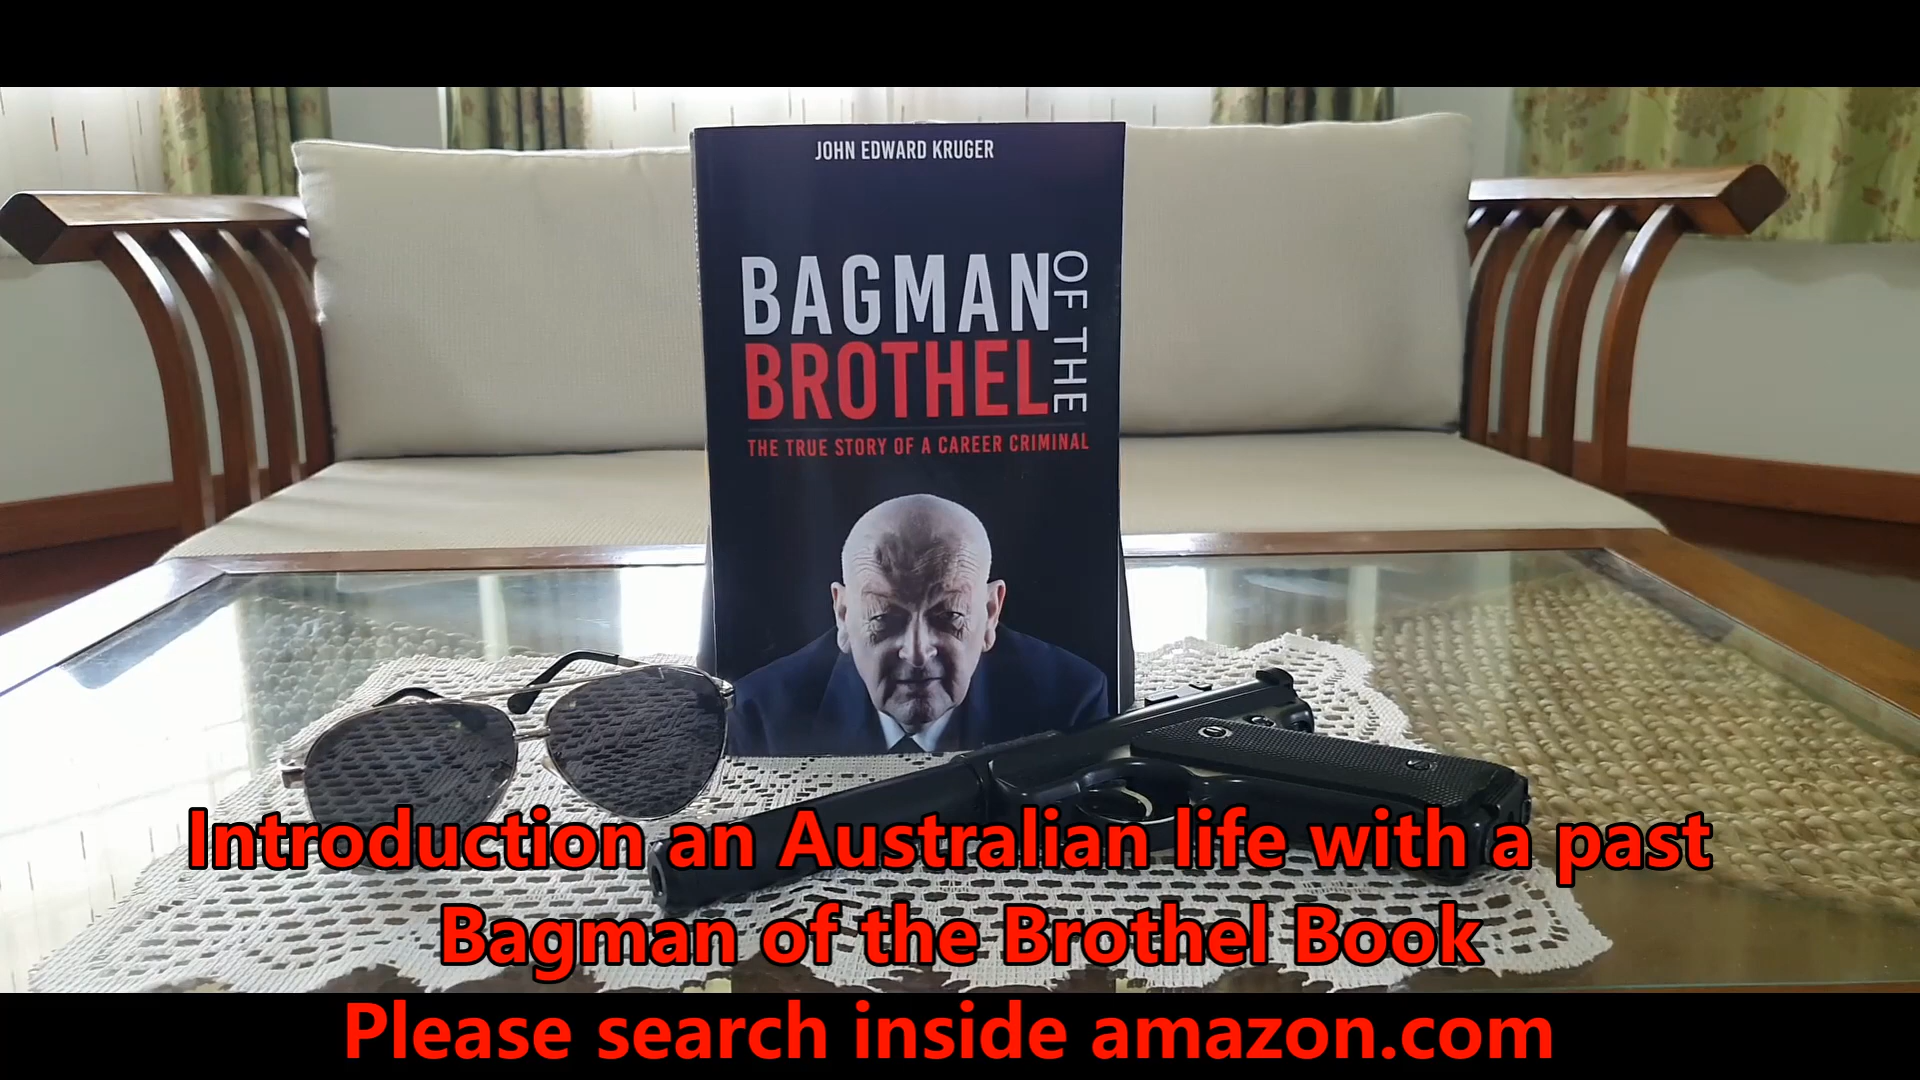 JOHN EDWARD KRUGER
BAGMAN
OF THE
BROTHEL
THE TRUE STORY OF A CAREER CRIMINAL
Introduction an Australian life with a past
Bagman of the Brothel Book
Please search inside amazon.com